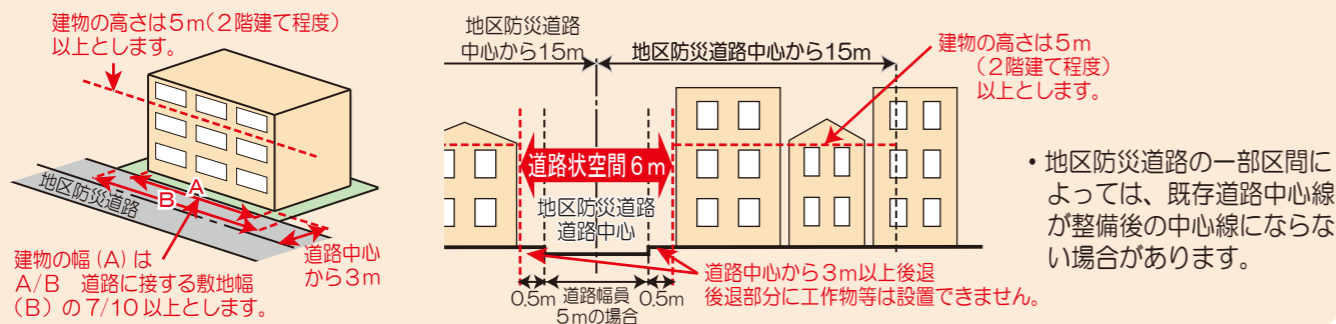 建物の高さは5m(2階建て程度)
以上とします。
地区防災道路
A
B
建物の幅(A)は
A/B 道路に接する敷地幅
(B)の7/10以上とします。
道路中心
から3m
地区防災道路
中心から15m
地区防災道路中心から15m
建物の高さは5m
(2階建て程度)
以上とします。
道路状空間6m
地区防災道路
道路中心
道路中心から3m以上後退
後退部分に工作物等は設置できません。
0.5m
道路幅員
5mの場合
0.5m
・地区防災道路の一部区間に
よっては、既存道路中心線
が整備後の中心線にならな
い場合があります。